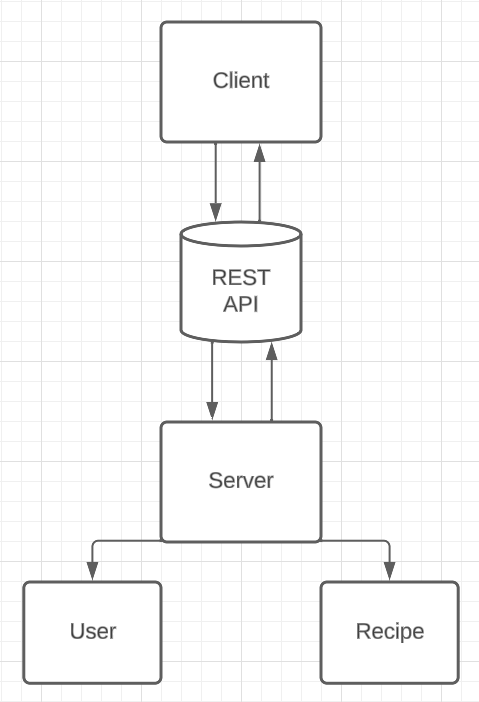 Client
REST
API
Server
User
Recipe